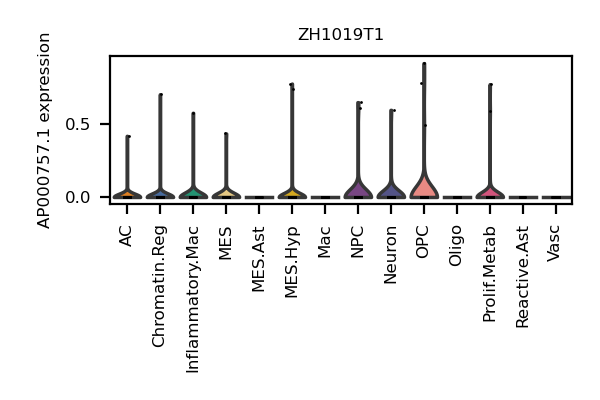 ZH1019T1
AP000757.1 expression
0.5
0.0
AC
Chromatin.Reg
Inflammatory.Mac
MES
MES.Ast
MES.Hyp
Mac
NPC
Neuron
OPC
Oligo
Prolif.Metab
Reactive.Ast
Vasc